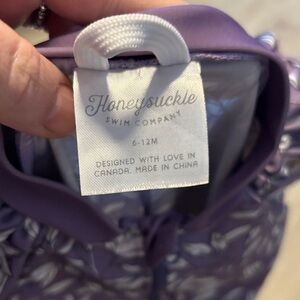 Honeysuckle
SWIM COMPANY
6-12M
DESIGNED WITH LOVE IN
CANADA. MADE IN CHINA